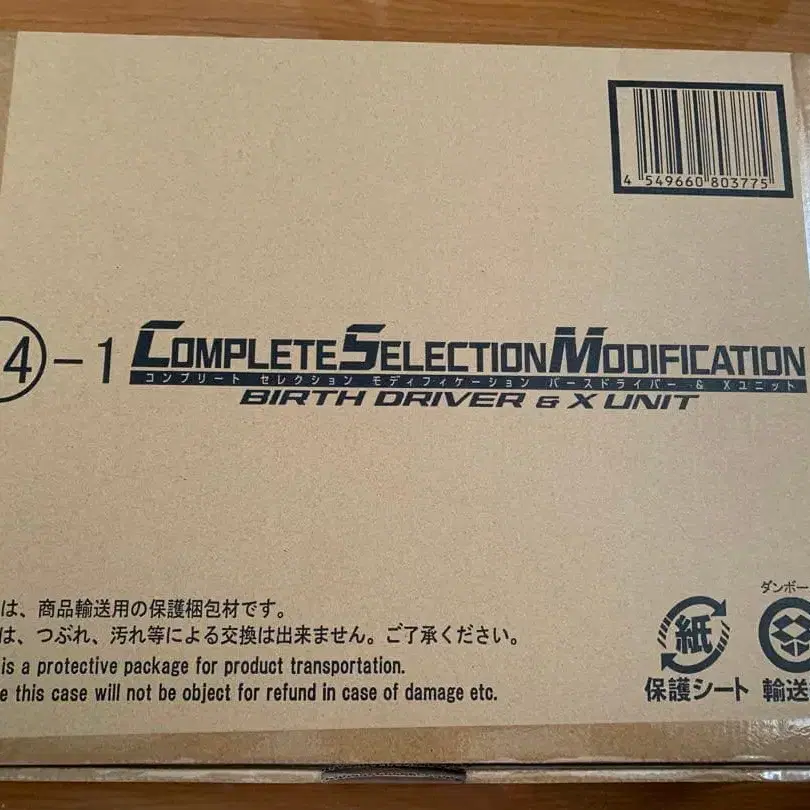 4 549660 803775
④-1 COMPLETE SELECTION MODIFICATION
コンプリート セレクション モディフィケーション バースドライバー & Xユニット
BIRTH DRIVER & X UNIT
は、商品輸送用の保護梱包材です。
は、つぶれ、汚れ等による交換は出来ません。ご了承ください。
is a protective package for product transportation.
e this case will not be object for refund in case of damage etc.
紙
保護シート
ダンボー
輸送